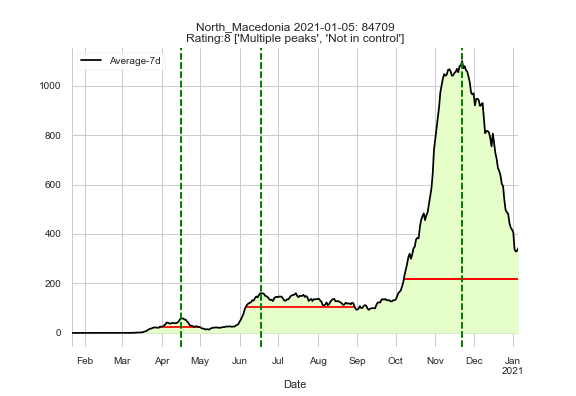 North_Macedonia 2021-01-05: 84709
Rating:8 ['Multiple peaks', 'Not in control']
Average-7d
1000
800
600
400
200
0
Feb Mar Apr May Jun Jul Aug Sep Oct Nov Dec Jan
2021
Date